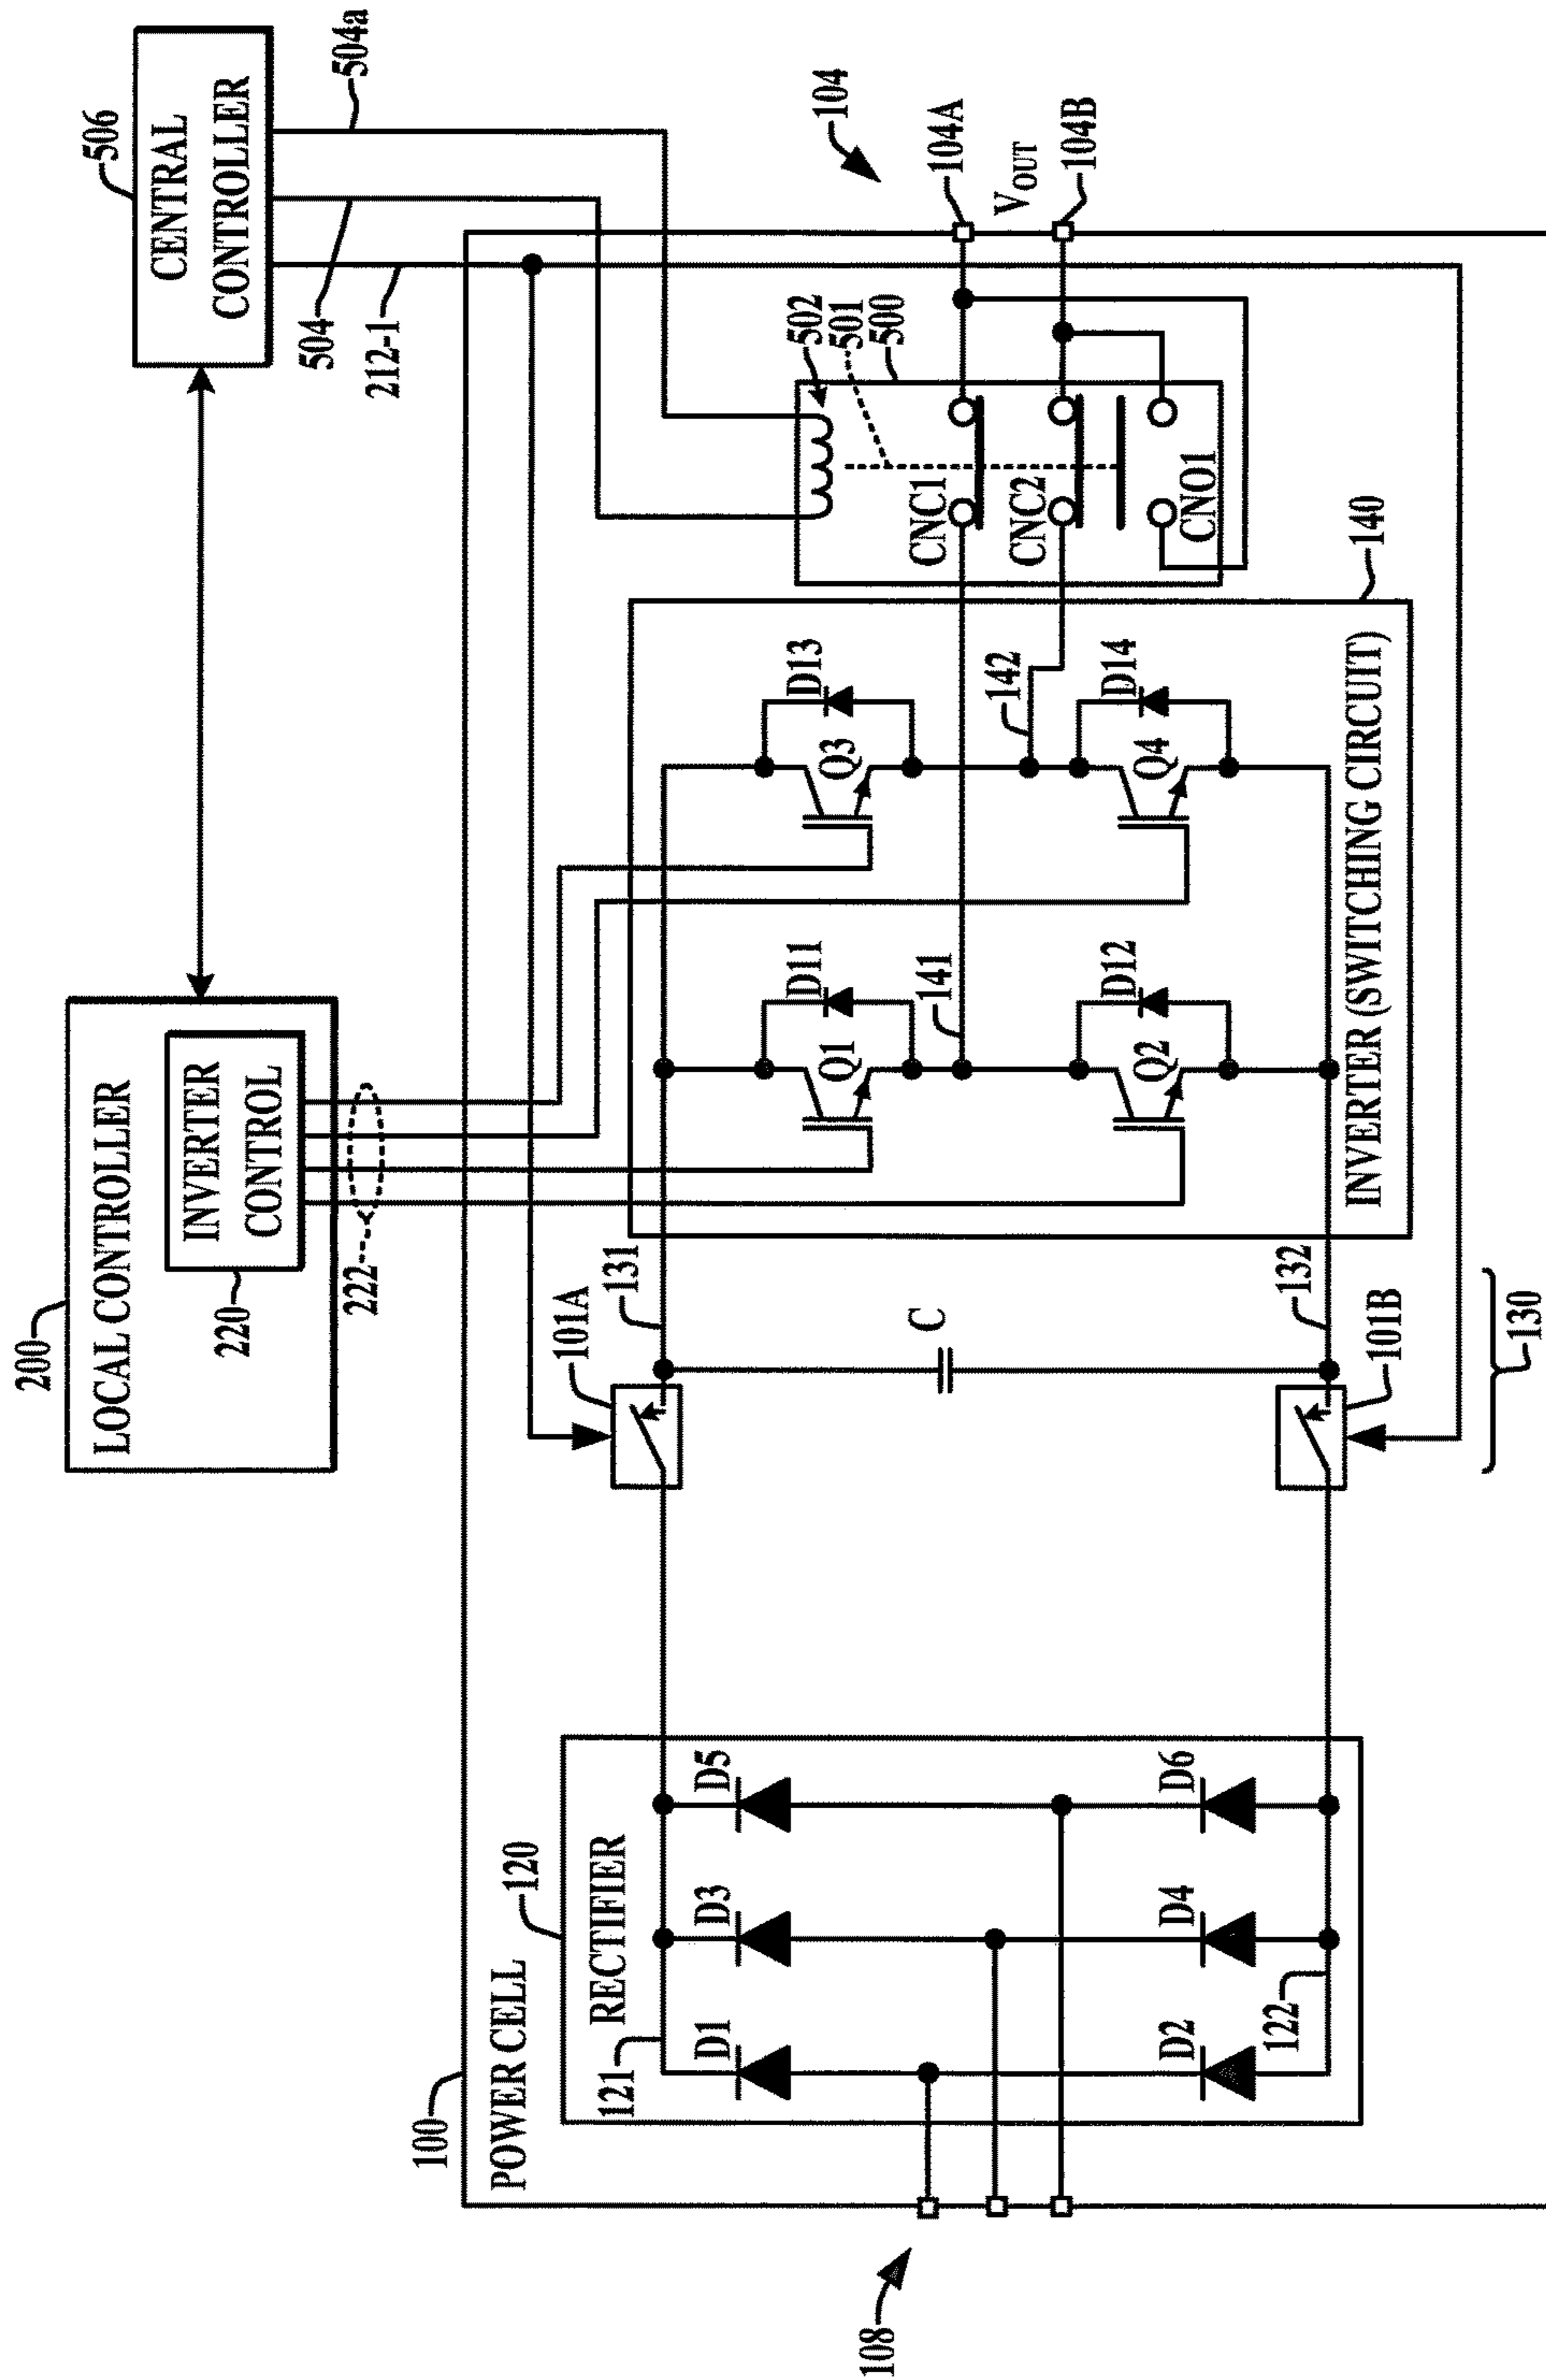 200
LOCAL CONTROLLER
INVERTER
CONTROL
220
222
506
CENTRAL
CONTROLLER
504a
504
212-1
100
POWER CELL
120
RECTIFIER
121
D1
D3
D5
D2
D4
D6
122
108
101A
131
C
132
101B
130
D11
Q1
D13
Q3
141
142
D12
Q2
D14
Q4
INVERTER (SWITCHING CIRCUIT)
140
502
501
500
CNC1
CNC2
CNO1
104
104A
VOUT
104B